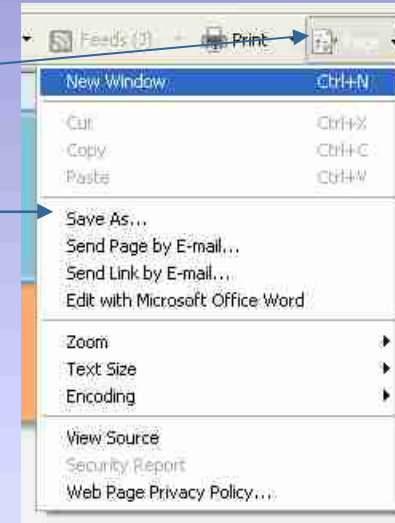 Feeds (J) Print
New Window Ctrl+N
Cut Ctrl+X
Copy Ctrl+C
Paste Ctrl+V
Save As...
Send Page by E-mail...
Send Link by E-mail...
Edit with Microsoft Office Word
Zoom
Text Size
Encoding
View Source
Security Report
Web Page Privacy Policy...